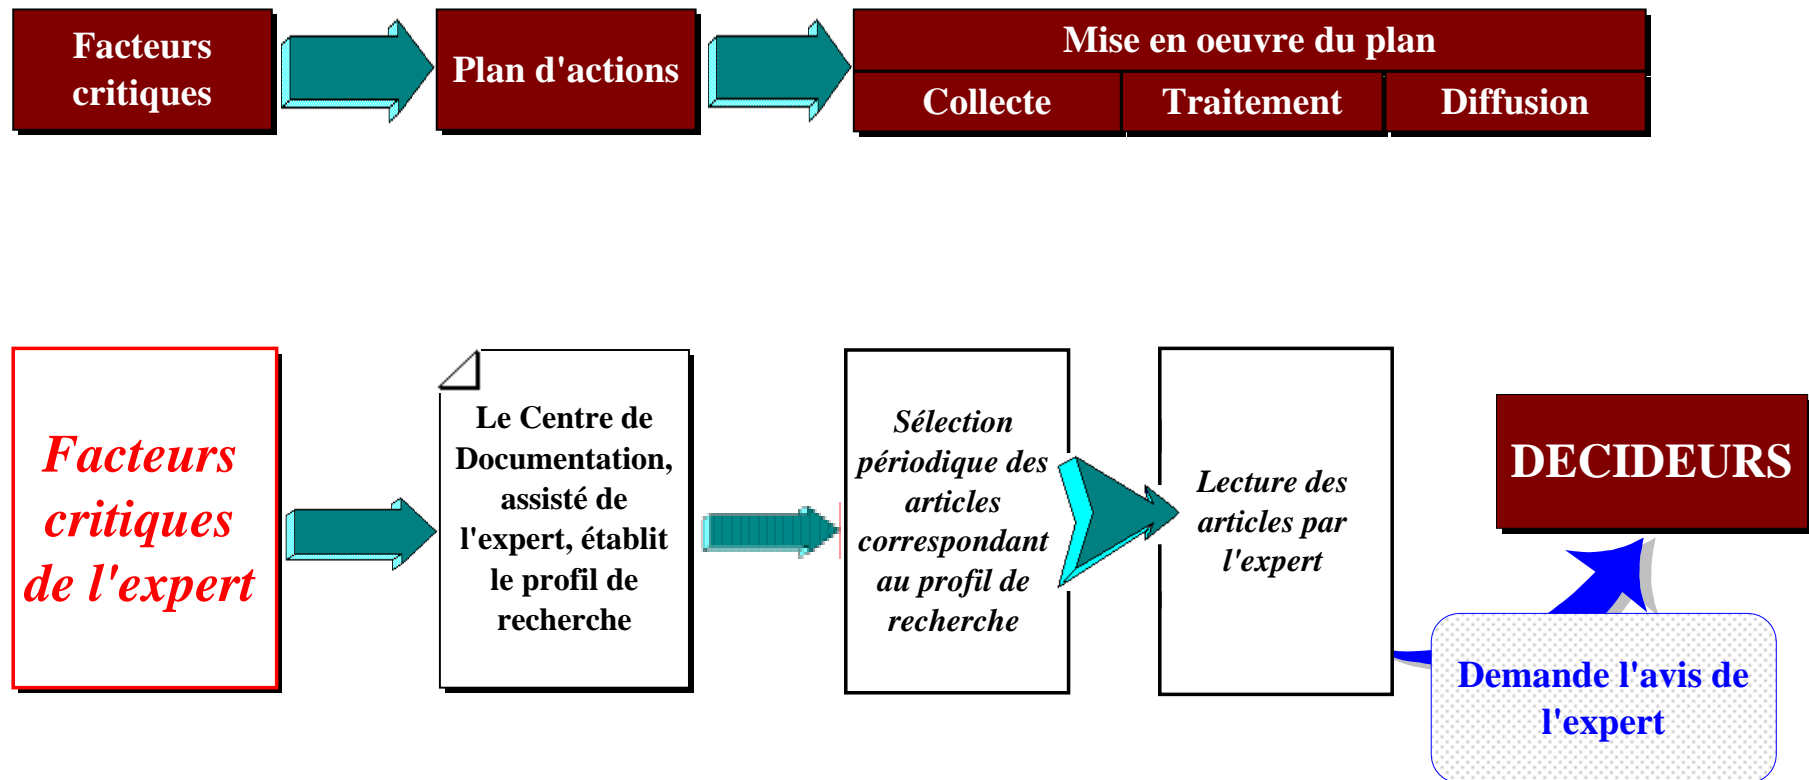 Facteurs
critiques
Plan d'actions
Mise en oeuvre du plan
Collecte
Traitement
Diffusion
Facteurs
critiques
de l'expert
Le Centre de
Documentation,
assisté de
l'expert, établit
le profil de
recherche
Sélection
périodique des
articles
correspondant
au profil de
recherche
Lecture des
articles par
l'expert
DECIDEURS
Demande l'avis de
l'expert